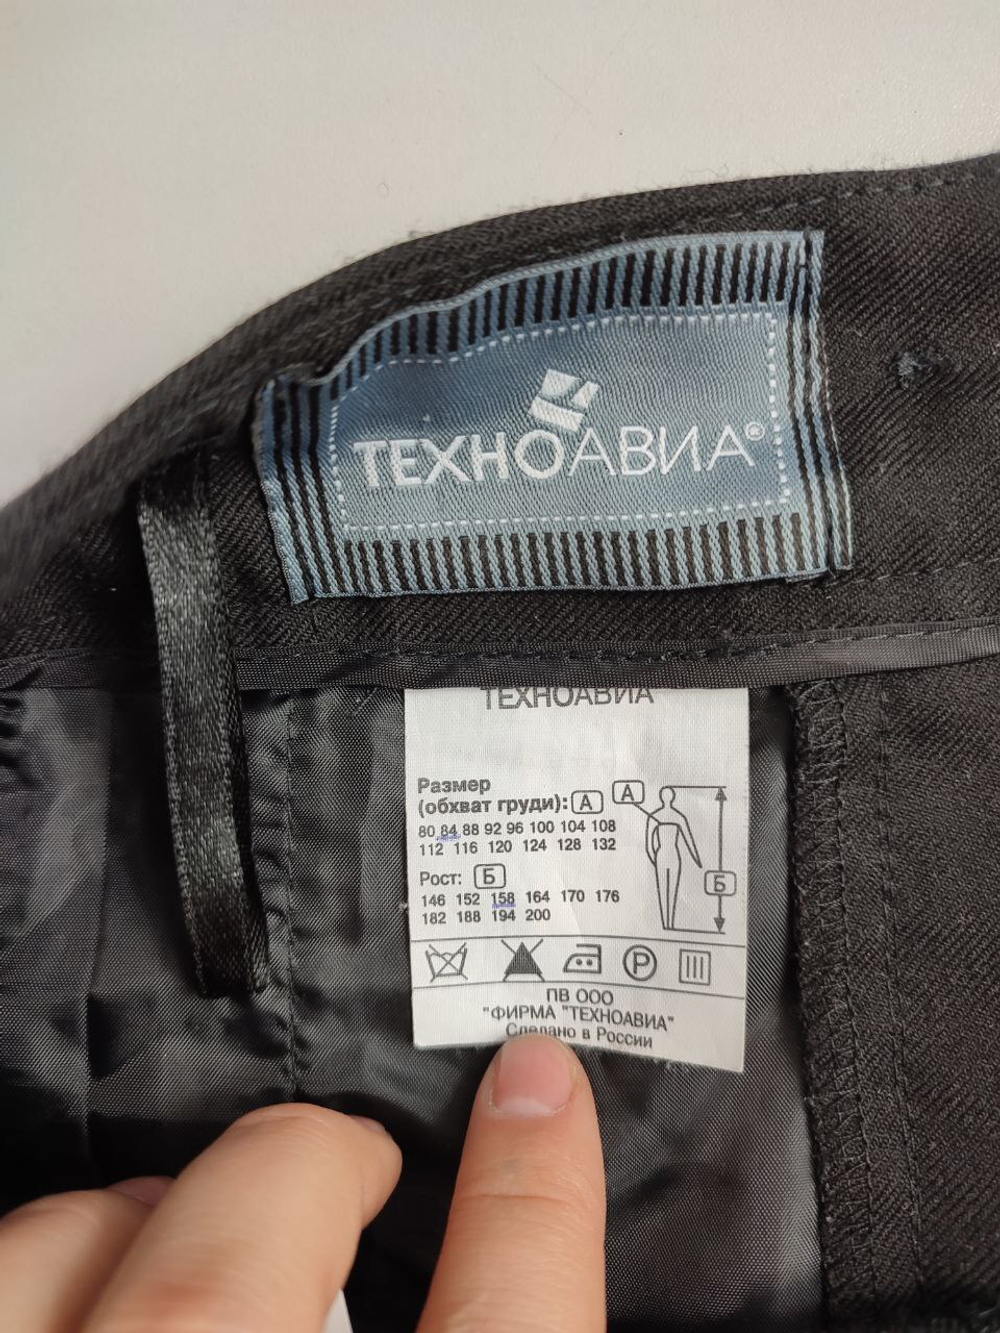 ТЕХНОАВИА®
ТЕХНОАВИА
Размер
(обхват груди): А
А
80 84 88 92 96 100 104 108
112 116 120 124 128 132
Рост: Б
Б
146 152 158 164 170 176
182 188 194 200
P
ПВ ООО
"ФИРМА "ТЕХНОАВИА"
Сделано в России